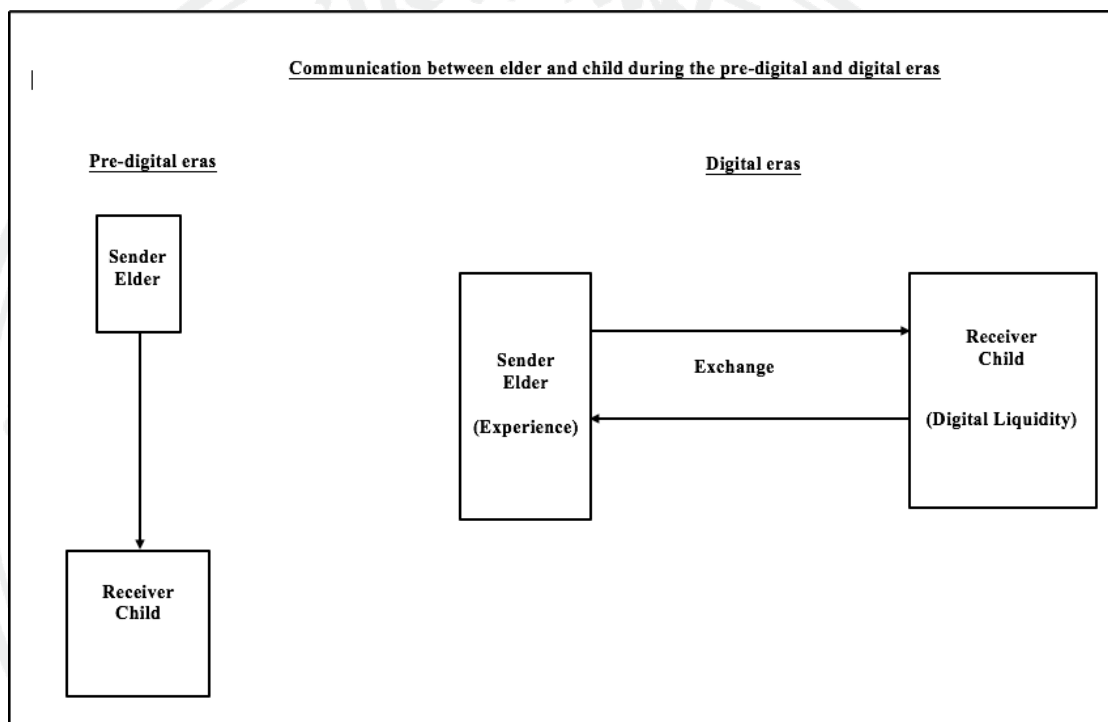 Communication between elder and child during the pre-digital and digital eras
Pre-digital eras
Sender
Elder
Receiver
Child
Digital eras
Sender
Elder
(Experience)
Exchange
Receiver
Child
(Digital Liquidity)